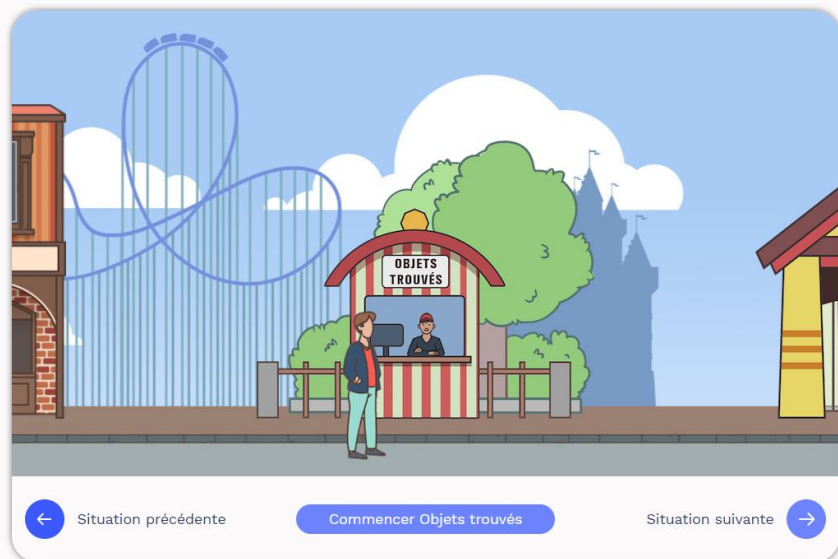 OBJETS
TROUVÉS
Situation précédente
Commencer Objets trouvés
Situation suivante